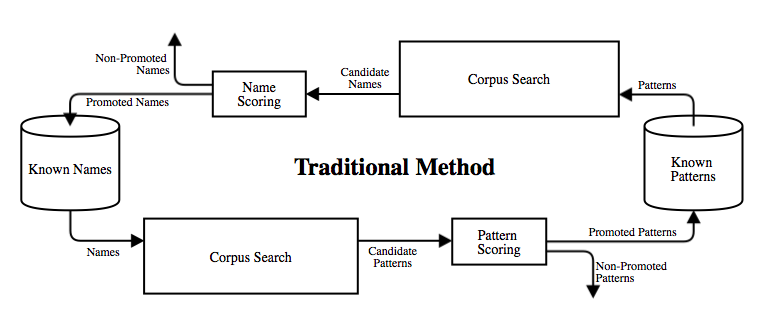 Non-Promoted
Names
Promoted Names
Name
Scoring
Candidate
Names
Corpus Search
Patterns
Known Names
Traditional Method
Known
Patterns
Names
Corpus Search
Candidate
Patterns
Pattern
Scoring
Promoted Patterns
Non-Promoted
Patterns